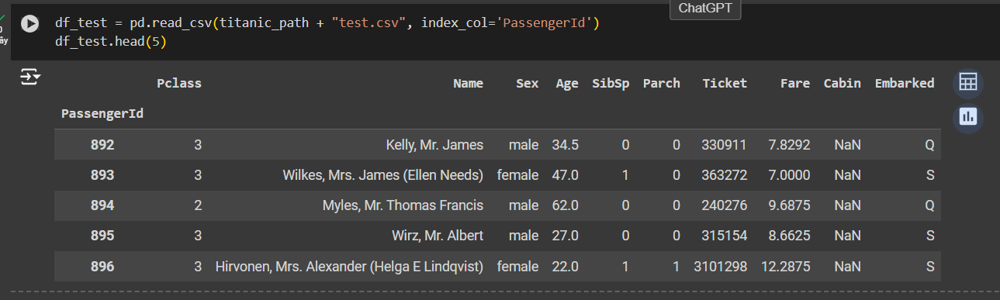 ChatGPT
df_test = pd.read_csv(titanic_path + "test.csv", index_col='PassengerId')
0
df_test.head(5)
ây
Pclass Name Sex Age SibSp Parch Ticket Fare Cabin Embarked
PassengerId
892 3 Kelly, Mr. James male 34.5 0 0 330911 7.8292 NaN Q
893 3 Wilkes, Mrs. James (Ellen Needs) female 47.0 1 0 363272 7.0000 NaN S
894 2 Myles, Mr. Thomas Francis male 62.0 0 0 240276 9.6875 NaN Q
895 3 Wirz, Mr. Albert male 27.0 0 0 315154 8.6625 NaN S
896 3 Hirvonen, Mrs. Alexander (Helga E Lindqvist) female 22.0 1 1 3101298 12.2875 NaN S